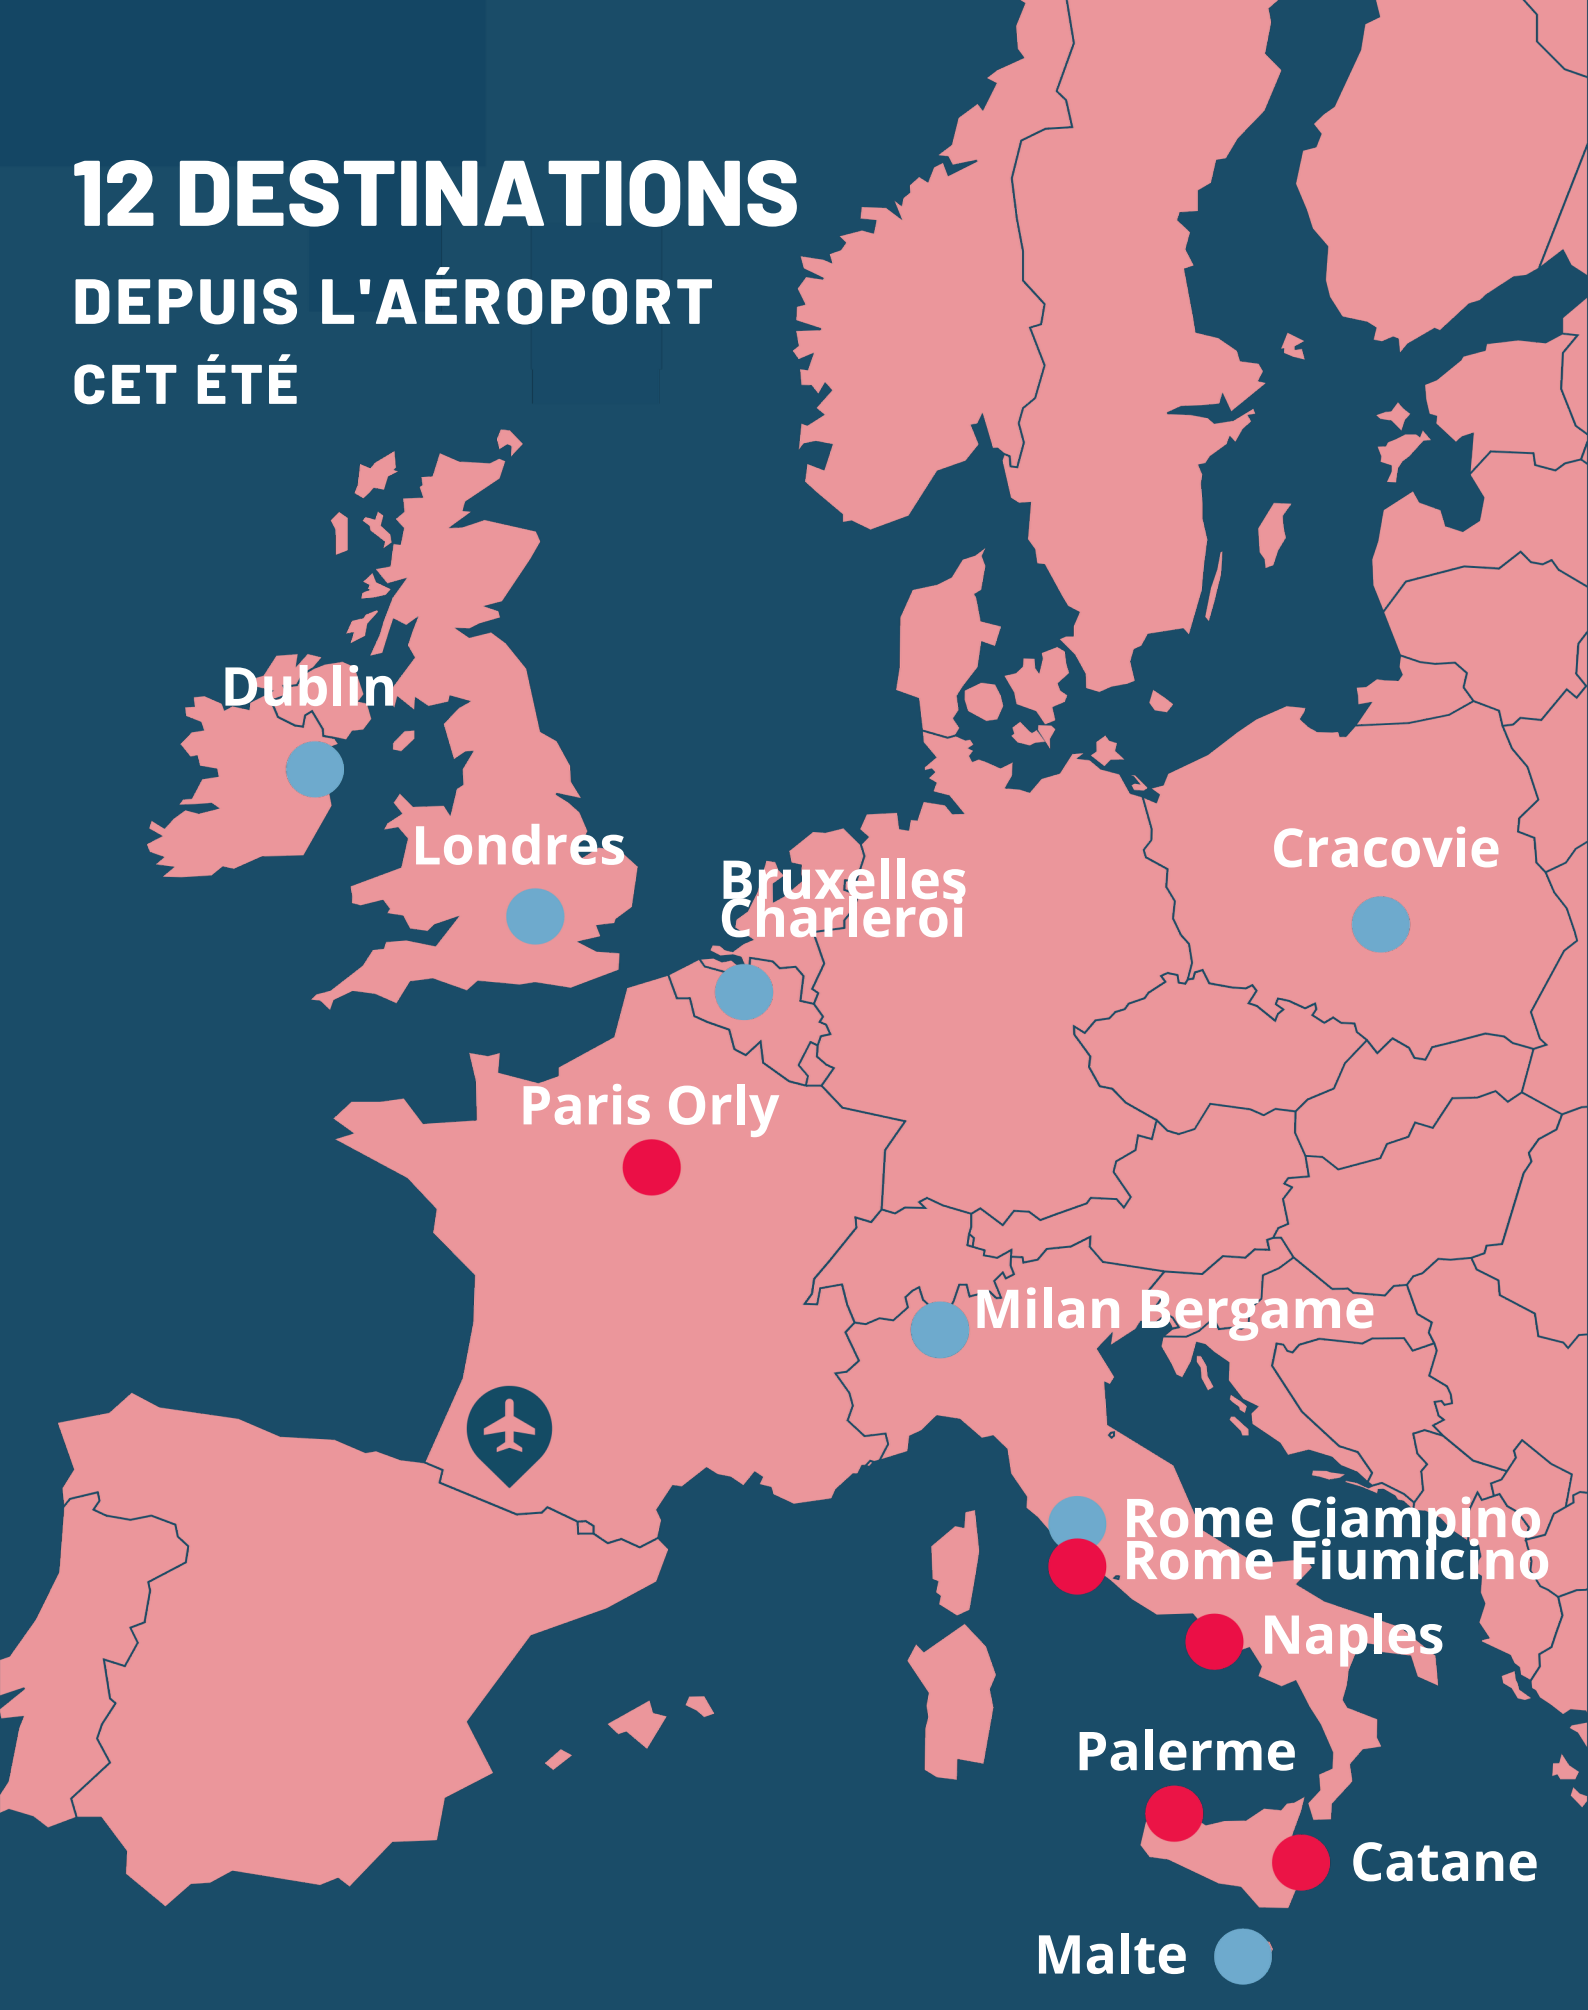 12 DESTINATIONS
DEPUIS L'AÉROPORT
CET ÉTÉ
Dublin
Londres
Bruxelles
Charleroi
Cracovie
Paris Orly
Milan Bergame
Rome Ciampino
Rome Fiumicino
Naples
Palerme
Catane
Malte